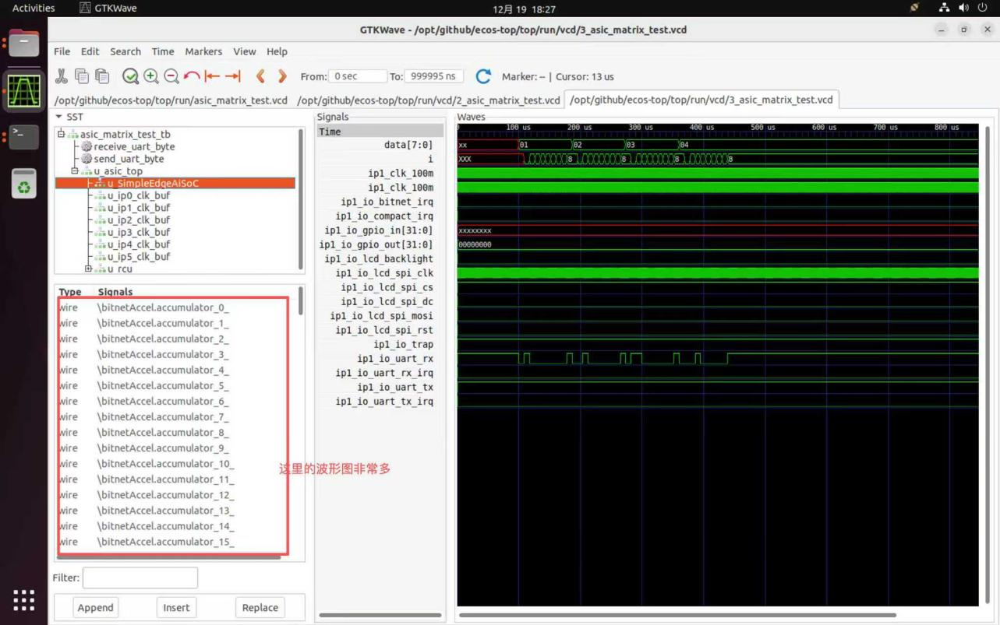 Activities
GTKWave
12月 19 18:27
GTKWave - /opt/github/ecos-top/top/run/vcd/3_asic_matrix_test.vcd
File Edit Search Time Markers View Help
From: 0 sec To: 999995 ns Marker: -- | Cursor: 13 us
/opt/github/ecos-top/top/run/asic_matrix_test.vcd /opt/github/ecos-top/top/run/vcd/2_asic_matrix_test.vcd /opt/github/ecos-top/top/run/vcd/3_asic_matrix_test.vcd
SST
asic_matrix_test_tb
receive_uart_byte
send_uart_byte
u_asic_top
u_SimpleEdgeAiSoC
u_ip0_clk_buf
u_ip1_clk_buf
u_ip2_clk_buf
u_ip3_clk_buf
u_ip4_clk_buf
u_ip5_clk_buf
u_rcu
Type Signals
wire \bitnetAccel.accumulator_0_
wire \bitnetAccel.accumulator_1_
wire \bitnetAccel.accumulator_2_
wire \bitnetAccel.accumulator_3_
wire \bitnetAccel.accumulator_4_
wire \bitnetAccel.accumulator_5_
wire \bitnetAccel.accumulator_6_
wire \bitnetAccel.accumulator_7_
wire \bitnetAccel.accumulator_8_
wire \bitnetAccel.accumulator_9_
wire \bitnetAccel.accumulator_10_
wire \bitnetAccel.accumulator_11_
wire \bitnetAccel.accumulator_12_
wire \bitnetAccel.accumulator_13_
wire \bitnetAccel.accumulator_14_
wire \bitnetAccel.accumulator_15_
这里的波形图非常多
Filter:
Append Insert Replace
Signals
Time
data[7:0]
i
ip1_clk_100m
ip1_clk_100m
ip1_io_bitnet_irq
ip1_io_compact_irq
ip1_io_gpio_in[31:0]
ip1_io_gpio_out[31:0]
ip1_io_lcd_backlight
ip1_io_lcd_spi_clk
ip1_io_lcd_spi_cs
ip1_io_lcd_spi_dc
ip1_io_lcd_spi_mosi
ip1_io_lcd_spi_rst
ip1_io_trap
ip1_io_uart_rx
ip1_io_uart_rx_irq
ip1_io_uart_tx
ip1_io_uart_tx_irq
Waves
0 100 us 200 us 300 us 400 us 500 us 600 us 700 us 800 us
xx 01 02 03 04
XXX 8 8 8 8
xxxxxxxx
00000000